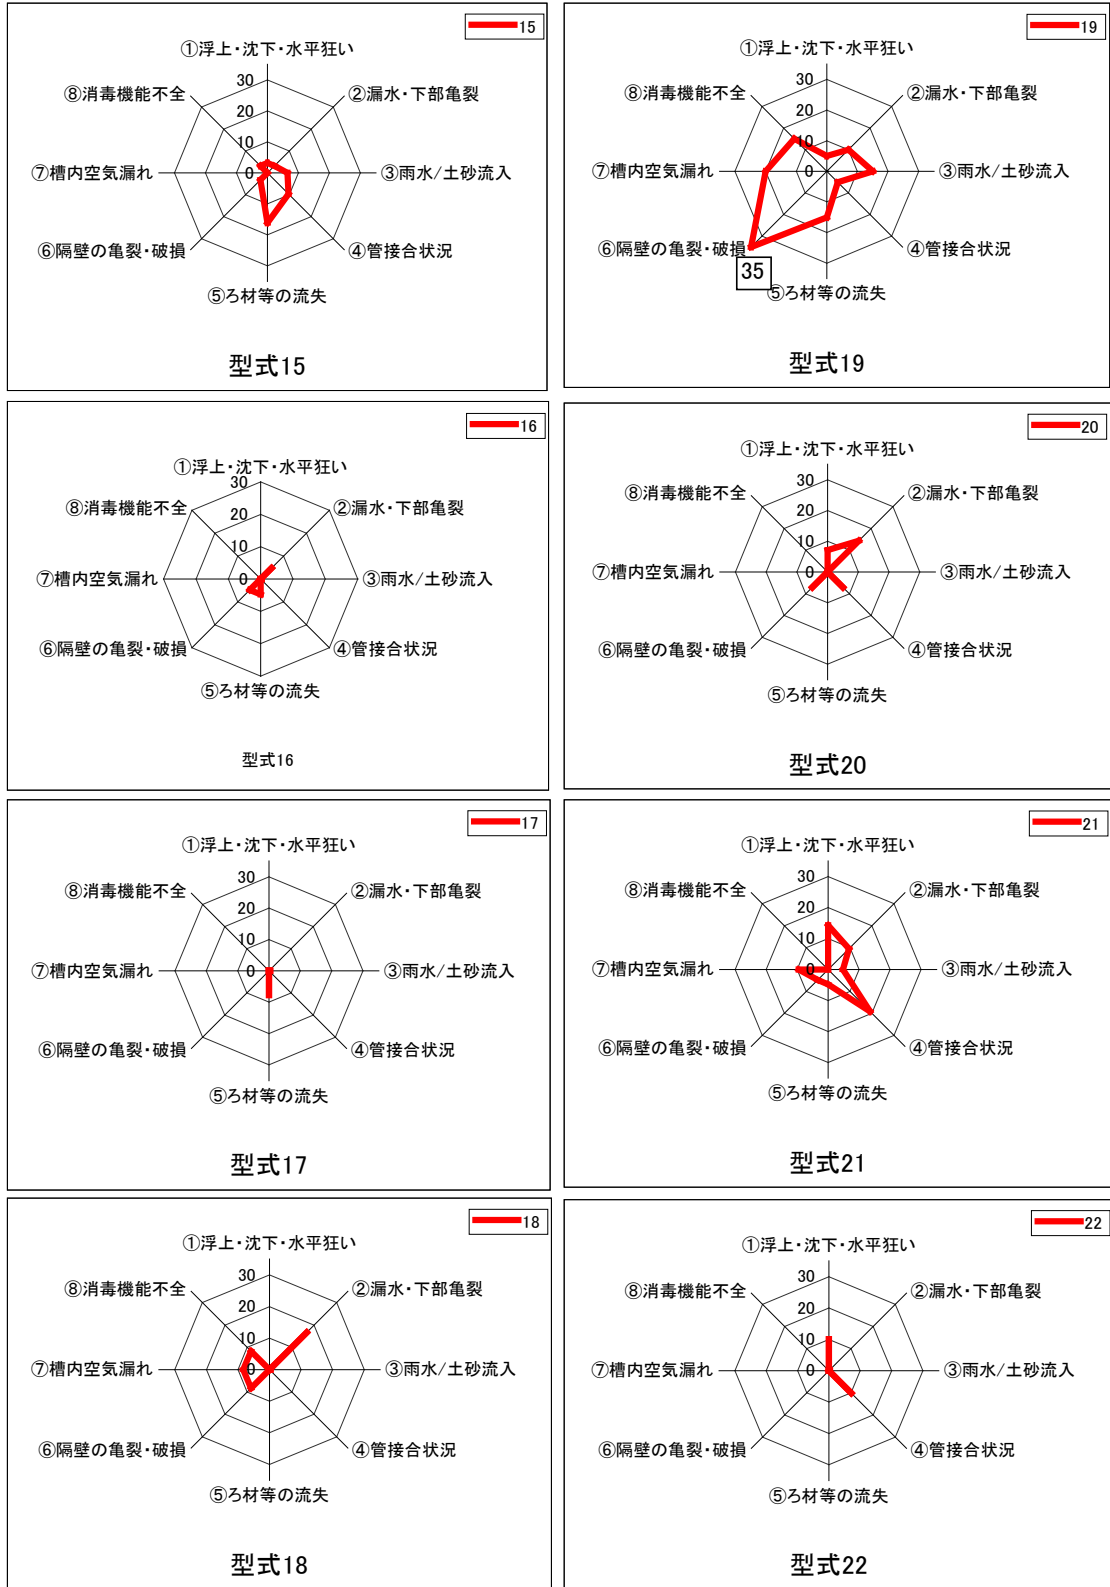 15
①浮上・沈下・水平狂い
30
⑧消毒機能不全
②漏水・下部亀裂
20
10
⑦槽内空気漏れ
0
③雨水/土砂流入
⑥隔壁の亀裂・破損
④管接合状況
⑤ろ材等の流失
型式15
19
①浮上・沈下・水平狂い
30
⑧消毒機能不全
②漏水・下部亀裂
20
10
⑦槽内空気漏れ
0
③雨水/土砂流入
⑥隔壁の亀裂・破損
④管接合状況
35
⑤ろ材等の流失
型式19
16
①浮上・沈下・水平狂い
30
⑧消毒機能不全
②漏水・下部亀裂
20
10
⑦槽内空気漏れ
0
③雨水/土砂流入
⑥隔壁の亀裂・破損
④管接合状況
⑤ろ材等の流失
型式16
20
①浮上・沈下・水平狂い
30
⑧消毒機能不全
②漏水・下部亀裂
20
10
⑦槽内空気漏れ
0
③雨水/土砂流入
⑥隔壁の亀裂・破損
④管接合状況
⑤ろ材等の流失
型式20
17
①浮上・沈下・水平狂い
30
⑧消毒機能不全
②漏水・下部亀裂
20
10
⑦槽内空気漏れ
0
③雨水/土砂流入
⑥隔壁の亀裂・破損
④管接合状況
⑤ろ材等の流失
型式17
21
①浮上・沈下・水平狂い
30
⑧消毒機能不全
②漏水・下部亀裂
20
10
⑦槽内空気漏れ
0
③雨水/土砂流入
⑥隔壁の亀裂・破損
④管接合状況
⑤ろ材等の流失
型式21
18
①浮上・沈下・水平狂い
30
⑧消毒機能不全
②漏水・下部亀裂
20
10
⑦槽内空気漏れ
0
③雨水/土砂流入
⑥隔壁の亀裂・破損
④管接合状況
⑤ろ材等の流失
型式18
22
①浮上・沈下・水平狂い
30
⑧消毒機能不全
②漏水・下部亀裂
20
10
⑦槽内空気漏れ
0
③雨水/土砂流入
⑥隔壁の亀裂・破損
④管接合状況
⑤ろ材等の流失
型式22